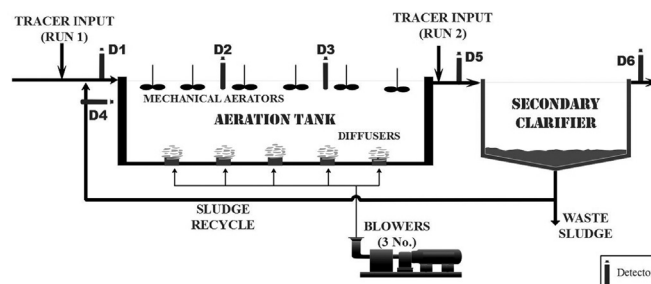 TRACER INPUT
(RUN 1)
D1
D2
D3
TRACER INPUT
(RUN 2)
D5
D6
D4
MECHANICAL AERATORS
AERATION TANK
DIFFUSERS
SECONDARY
CLARIFIER
SLUDGE
RECYCLE
BLOWERS
(3 No.)
WASTE
SLUDGE
Detecto